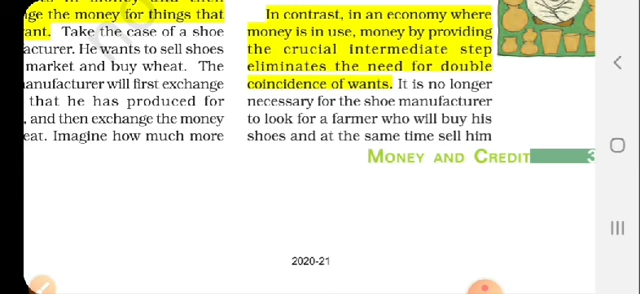 ge the money for things that
ant. Take the case of a shoe
acturer. He wants to sell shoes
market and buy wheat. The
anufacturer will first exchange
that he has produced for
, and then exchange the money
eat. Imagine how much more
In contrast, in an economy where
money is in use, money by providing
the crucial intermediate step
eliminates the need for double
coincidence of wants. It is no longer
necessary for the shoe manufacturer
to look for a farmer who will buy his
shoes and at the same time sell him
MONEY AND CREDIT
2020-21